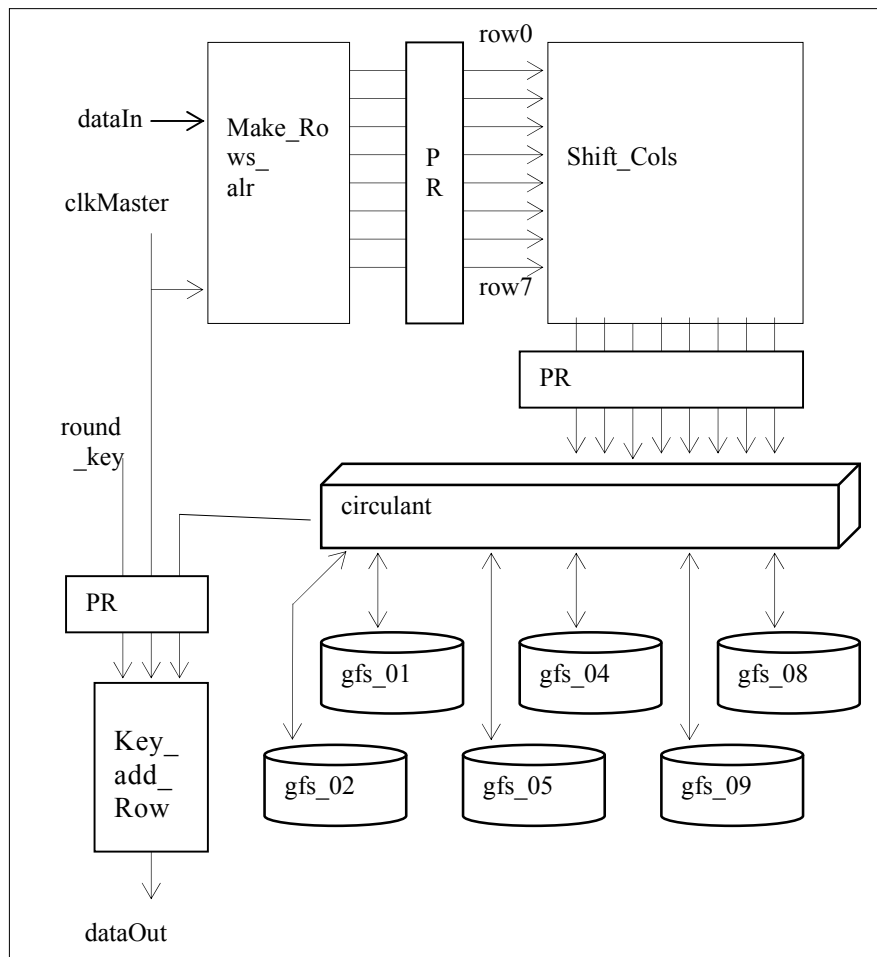 row0
dataIn
Make_Ro
ws_
alr
P
R
Shift_Cols
clkMaster
row7
PR
round
_key
circulant
PR
gfs_01
gfs_04
gfs_08
Key_
add_
Row
gfs_02
gfs_05
gfs_09
dataOut